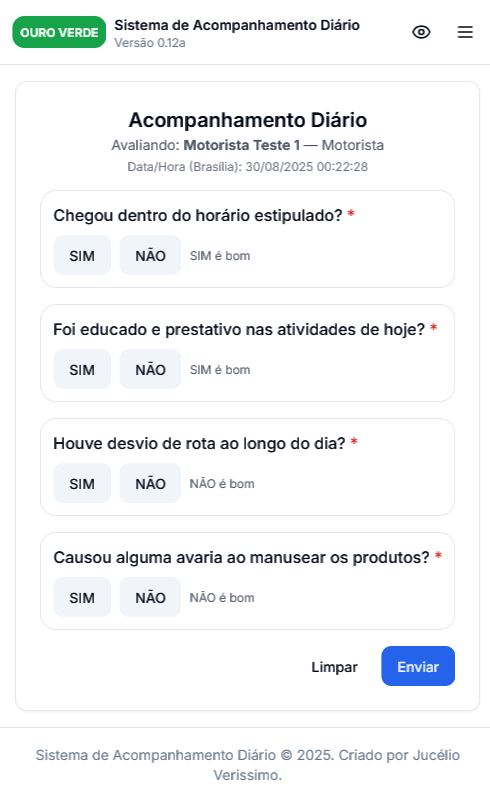 OURO VERDE
Sistema de Acompanhamento Diário
Versão 0.12a
Acompanhamento Diário
Avaliando: Motorista Teste 1 — Motorista
Data/Hora (Brasília): 30/08/2025 00:22:28
Chegou dentro do horário estipulado? *
SIM NÃO SIM é bom
Foi educado e prestativo nas atividades de hoje? *
SIM NÃO SIM é bom
Houve desvio de rota ao longo do dia? *
SIM NÃO NÃO é bom
Causou alguma avaria ao manusear os produtos? *
SIM NÃO NÃO é bom
Limpar Enviar
Sistema de Acompanhamento Diário © 2025. Criado por Jucélio
Verissimo.